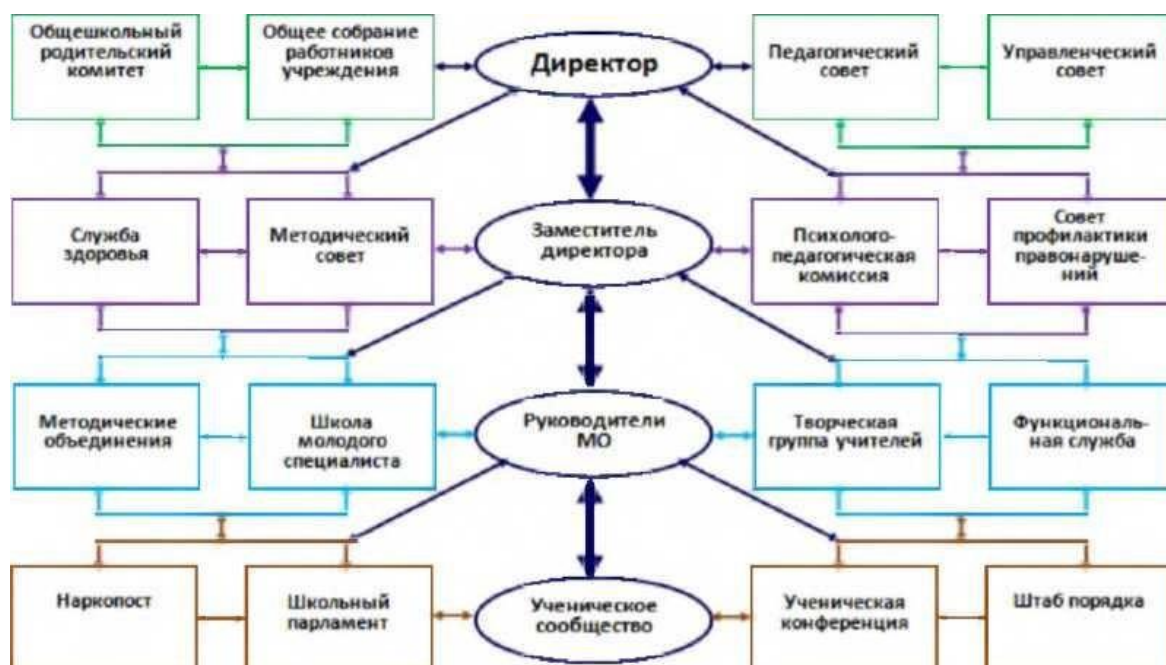 Общешкольный
родительский
комитет
Общее собрание
работников
учреждения
Директор
Педагогический
совет
Управленческий
совет
Служба
здоровья
Методический
совет
Заместитель
директора
Психолого-
педагогическая
комиссия
Совет
профилактики
правонаруше-
ний
Методические
объединения
Школа
молодого
специалиста
Руководители
МО
Творческая
группа учителей
Функциональ-
ная служба
Наркопост
Школьный
парламент
Ученическое
сообщество
Ученическая
конференция
Штаб порядка